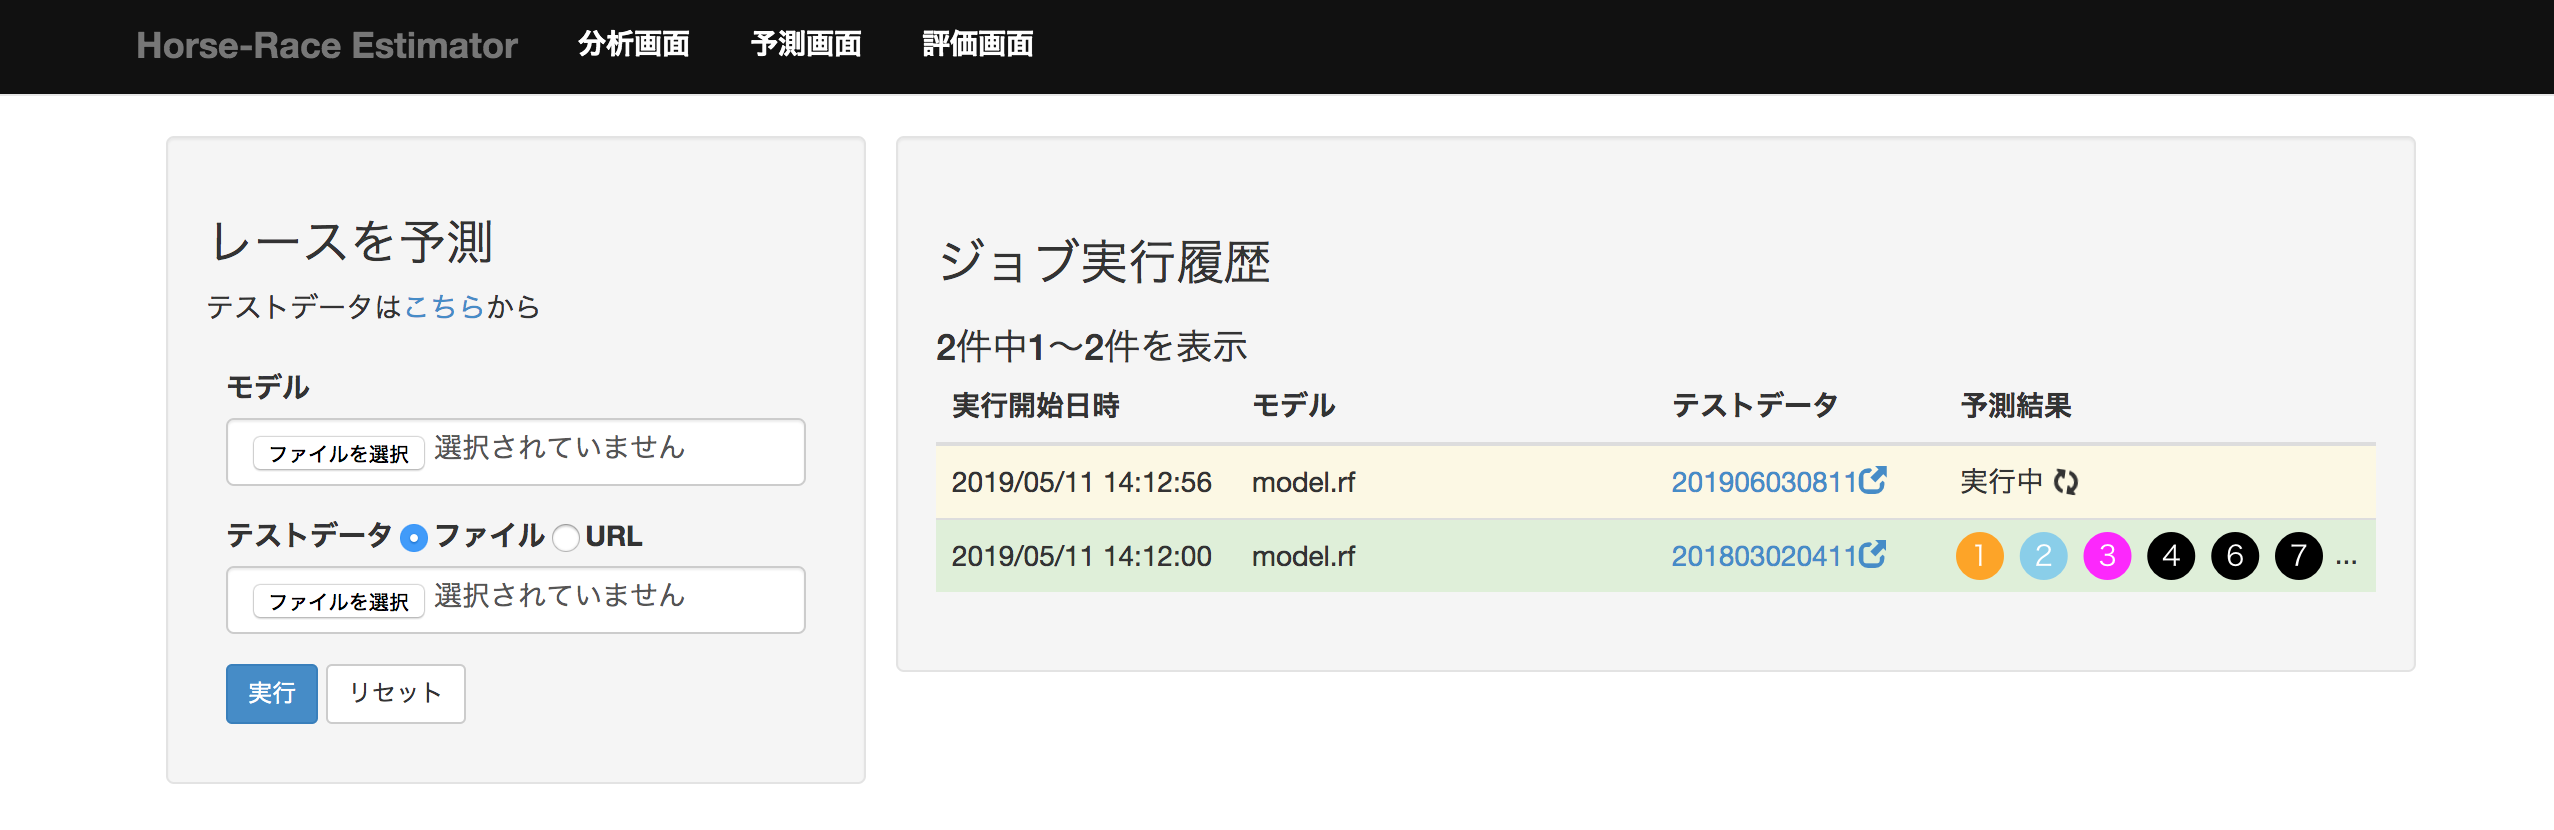 Horse-Race Estimator 分析画面 予測画面 評価画面
レースを予測
テストデータはこちらから
モデル
ファイルを選択 選択されていません
テストデータ ファイル URL
ファイルを選択 選択されていません
実行 リセット
ジョブ実行履歴
2件中1〜2件を表示
実行開始日時 モデル テストデータ 予測結果
2019/05/11 14:12:56 model.rf 201906030811 実行中
2019/05/11 14:12:00 model.rf 201803020411 1 2 3 4 6 7 ...